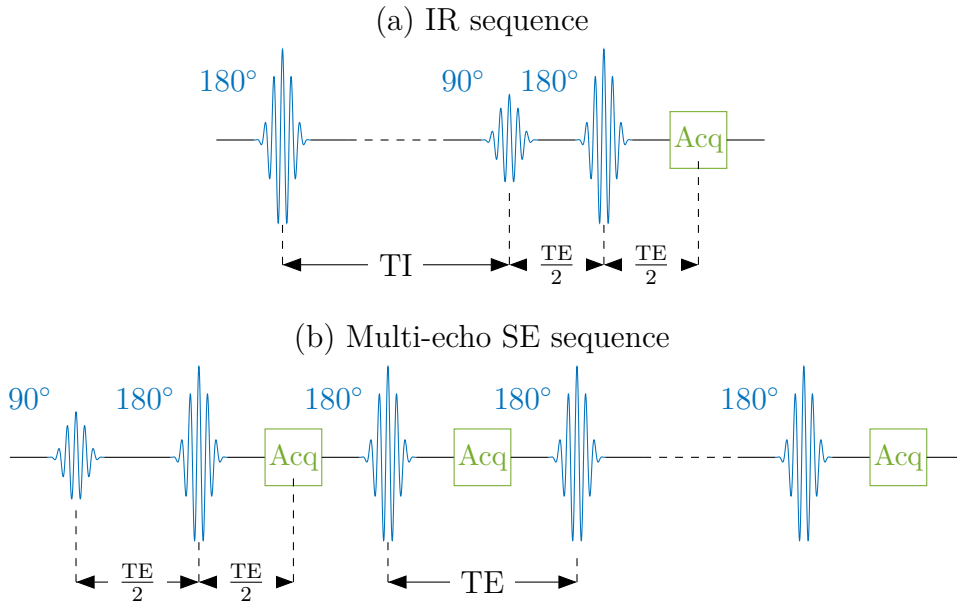 (a) IR sequence
180° 90° 180°
Acq
TI TE/2 TE/2
(b) Multi-echo SE sequence
90° 180° 180° 180° 180°
Acq Acq Acq
TE/2 TE/2 TE